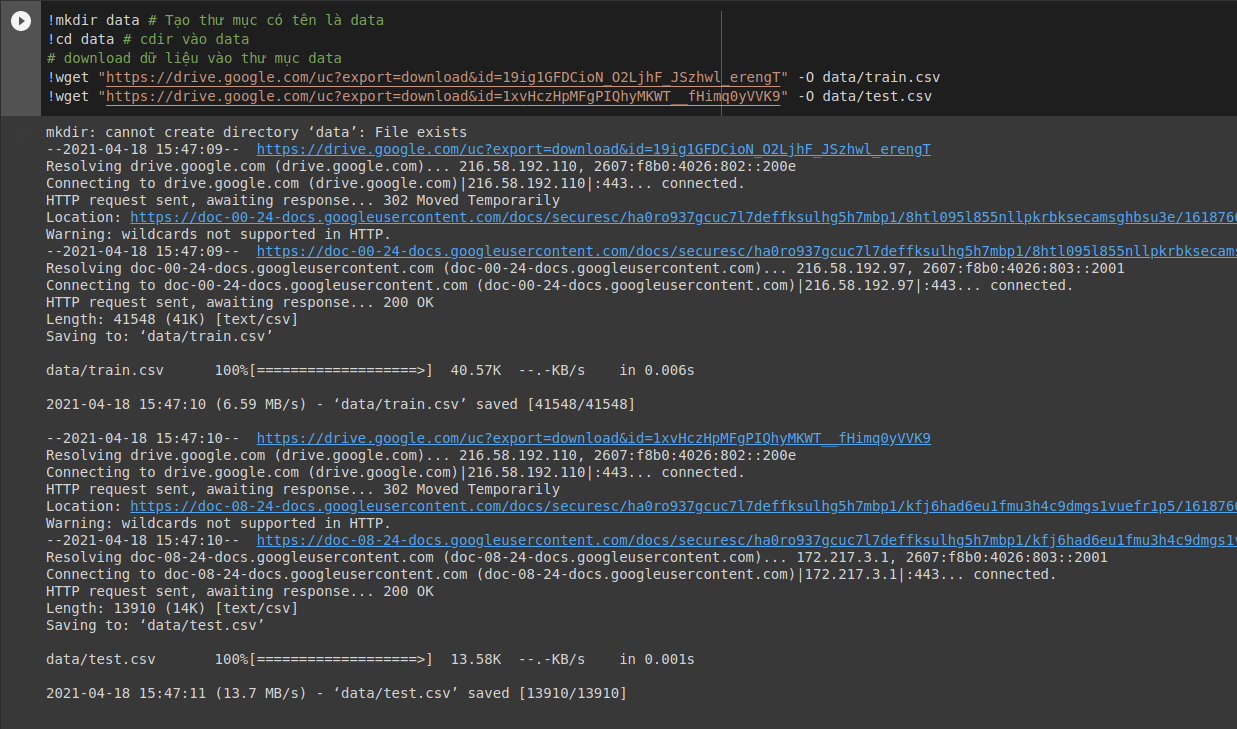 !mkdir data # Tạo thư mục có tên là data
!cd data # cdir vào data
# download dữ liệu vào thư mục data
!wget "https://drive.google.com/uc?export=download&id=19ig1GFDCioN_O2LjhF_JSzhwl_erengT" -O data/train.csv
!wget "https://drive.google.com/uc?export=download&id=1xvHczHpMFgPIQhyMKWT__fHimq0yVVK9" -O data/test.csv
mkdir: cannot create directory ‘data’: File exists
--2021-04-18 15:47:09--  https://drive.google.com/uc?export=download&id=19ig1GFDCioN_O2LjhF_JSzhwl_erengT
Resolving drive.google.com (drive.google.com)... 216.58.192.110, 2607:f8b0:4026:802::200e
Connecting to drive.google.com (drive.google.com)|216.58.192.110|:443... connected.
HTTP request sent, awaiting response... 302 Moved Temporarily
Location: https://doc-00-24-docs.googleusercontent.com/docs/securesc/ha0ro937gcuc7l7deffksulhg5h7mbp1/8htl095l855nllpkrbksecamsghbsu3e/1618760
Warning: wildcards not supported in HTTP.
--2021-04-18 15:47:09--  https://doc-00-24-docs.googleusercontent.com/docs/securesc/ha0ro937gcuc7l7deffksulhg5h7mbp1/8htl095l855nllpkrbksecams
Resolving doc-00-24-docs.googleusercontent.com (doc-00-24-docs.googleusercontent.com)... 216.58.192.97, 2607:f8b0:4026:803::2001
Connecting to doc-00-24-docs.googleusercontent.com (doc-00-24-docs.googleusercontent.com)|216.58.192.97|:443... connected.
HTTP request sent, awaiting response... 200 OK
Length: 41548 (41K) [text/csv]
Saving to: ‘data/train.csv’
data/train.csv      100%[===================>]  40.57K  --.-KB/s    in 0.006s
2021-04-18 15:47:10 (6.59 MB/s) - ‘data/train.csv’ saved [41548/41548]
--2021-04-18 15:47:10--  https://drive.google.com/uc?export=download&id=1xvHczHpMFgPIQhyMKWT__fHimq0yVVK9
Resolving drive.google.com (drive.google.com)... 216.58.192.110, 2607:f8b0:4026:802::200e
Connecting to drive.google.com (drive.google.com)|216.58.192.110|:443... connected.
HTTP request sent, awaiting response... 302 Moved Temporarily
Location: https://doc-08-24-docs.googleusercontent.com/docs/securesc/ha0ro937gcuc7l7deffksulhg5h7mbp1/kfj6had6eu1fmu3h4c9dmgs1vuefr1p5/1618760
Warning: wildcards not supported in HTTP.
--2021-04-18 15:47:10--  https://doc-08-24-docs.googleusercontent.com/docs/securesc/ha0ro937gcuc7l7deffksulhg5h7mbp1/kfj6had6eu1fmu3h4c9dmgs1v
Resolving doc-08-24-docs.googleusercontent.com (doc-08-24-docs.googleusercontent.com)... 172.217.3.1, 2607:f8b0:4026:803::2001
Connecting to doc-08-24-docs.googleusercontent.com (doc-08-24-docs.googleusercontent.com)|172.217.3.1|:443... connected.
HTTP request sent, awaiting response... 200 OK
Length: 13910 (14K) [text/csv]
Saving to: ‘data/test.csv’
data/test.csv       100%[===================>]  13.58K  --.-KB/s    in 0.001s
2021-04-18 15:47:11 (13.7 MB/s) - ‘data/test.csv’ saved [13910/13910]